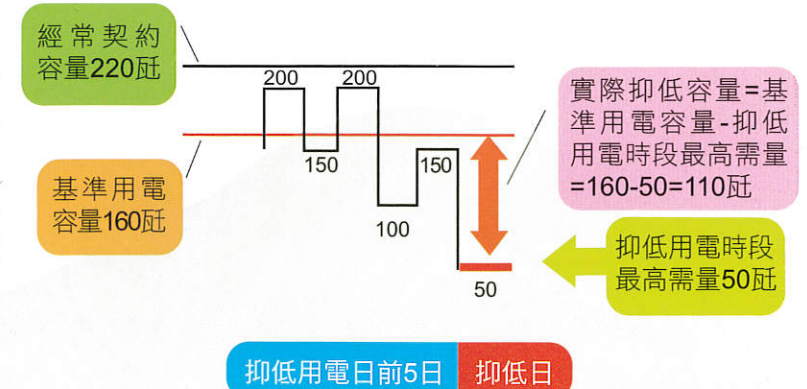 經常契約
容量220瓩
200
200
150
150
100
50
基準用電
容量160瓩
實際抑低容量=基
準用電容量-抑低
用電時段最高需量
=160-50=110瓩
抑低用電時段
最高需量50瓩
抑低用電日前5日
抑低日